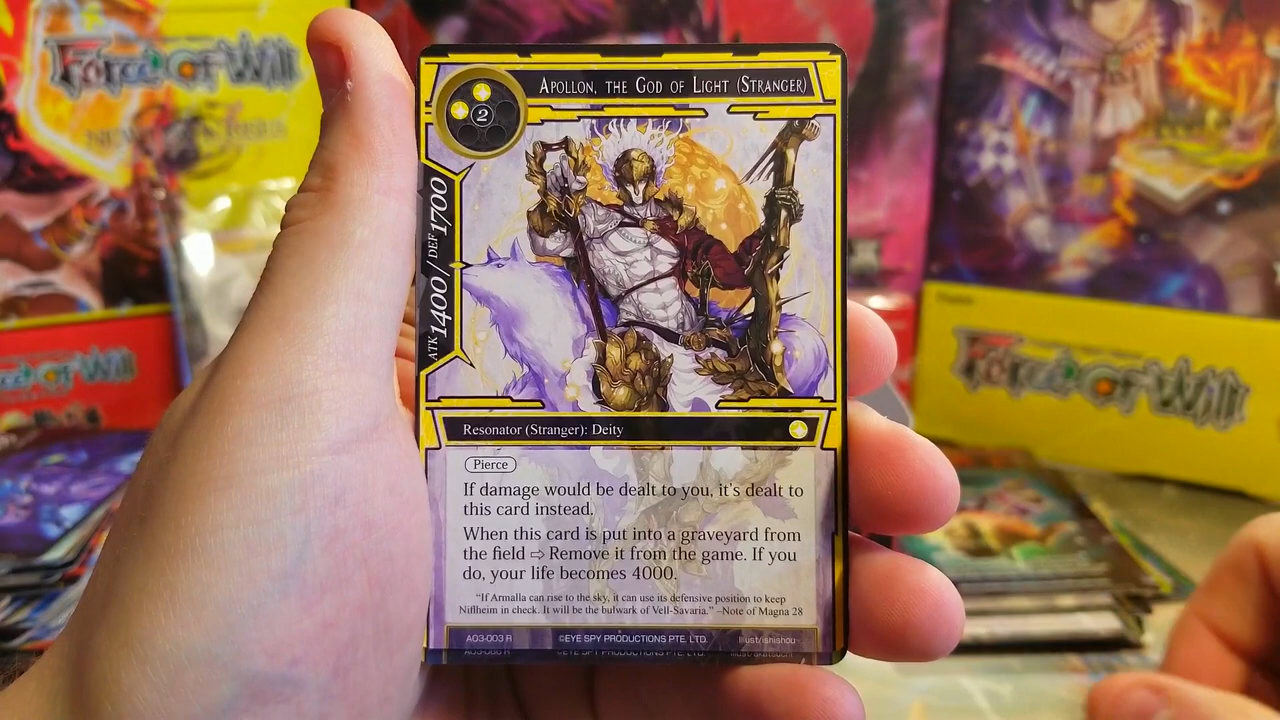 Force Of Will
Force Of Will
Force Of Will
APOLLON, THE GOD OF LIGHT (STRANGER)
2
ATK 1400 / DEF 1700
Resonator (Stranger): Deity
Pierce
If damage would be dealt to you, it's dealt to
this card instead.
When this card is put into a graveyard from
the field ⇨ Remove it from the game. If you
do, your life becomes 4000.
"If Armalla can rise to the sky, it can use its defensive position to keep
Niflheim in check. It will be the bulwark of Vell-Savaria." –Note of Magna 28
AO3-003 R ©EYE SPY PRODUCTIONS PTE. LTD. Illust/ishishou